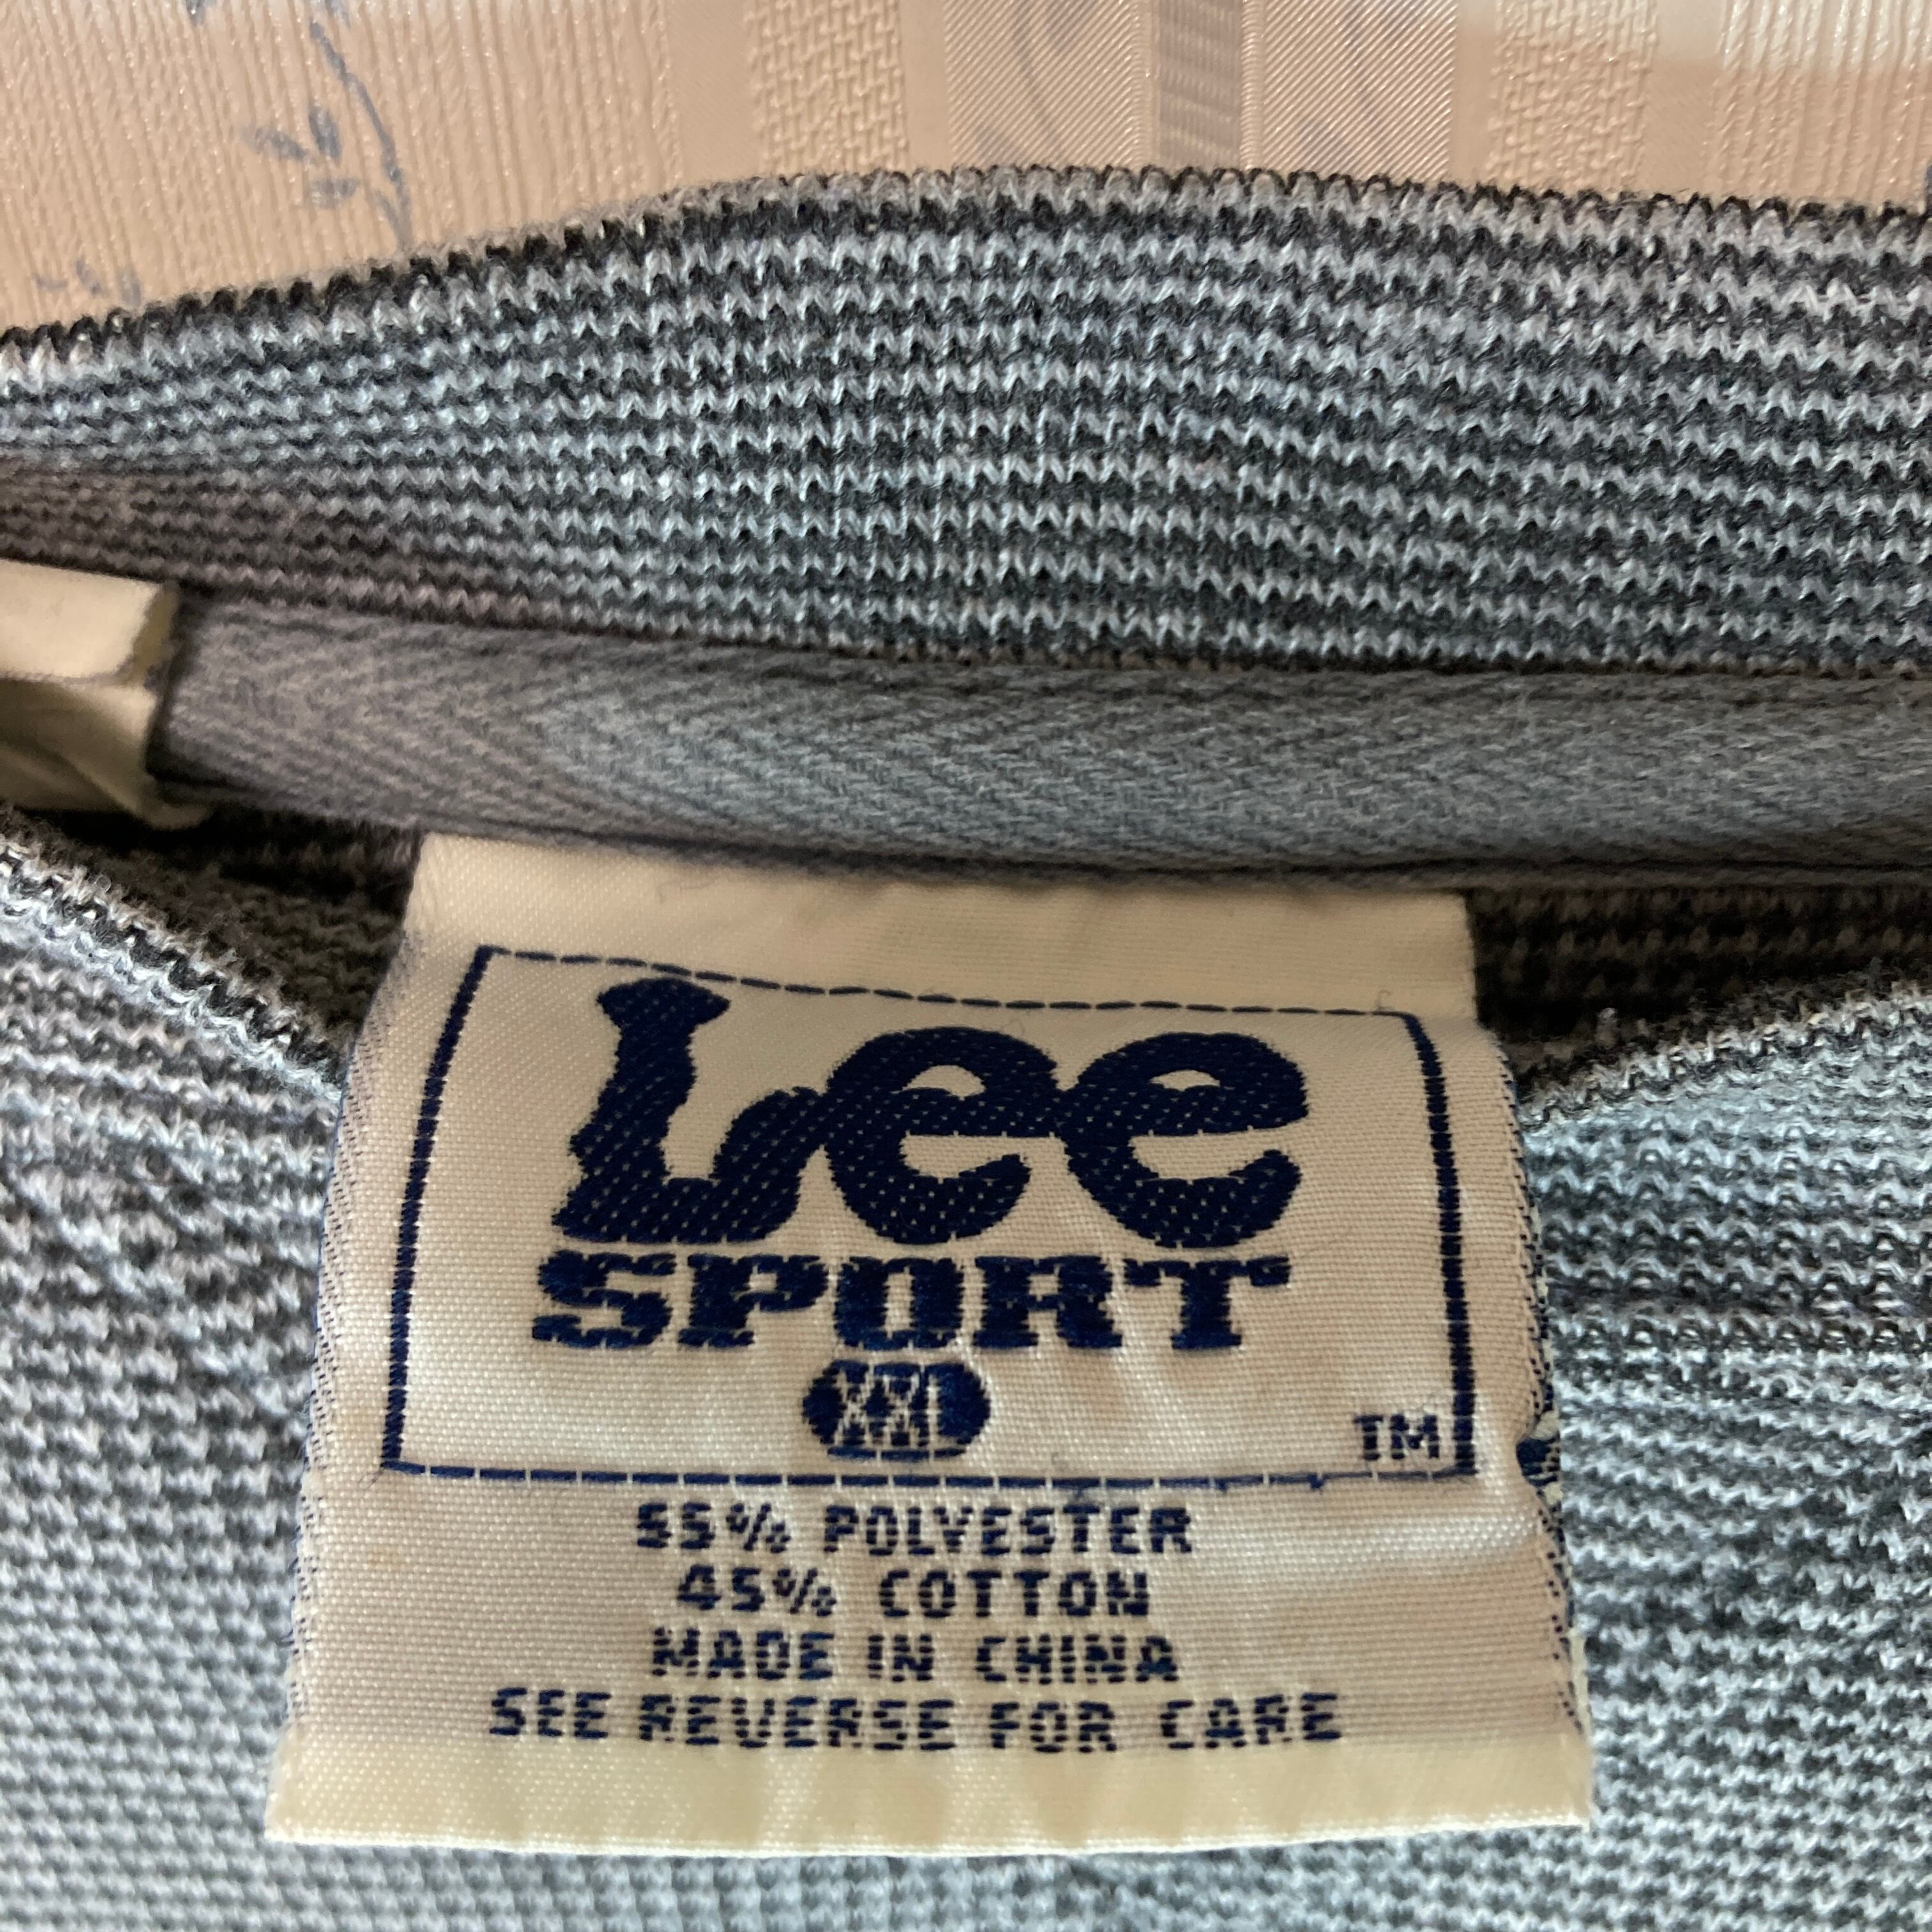 Lee
SPORT
XXL
TM
55% POLYESTER
45% COTTON
MADE IN CHINA
SEE REVERSE FOR CARE